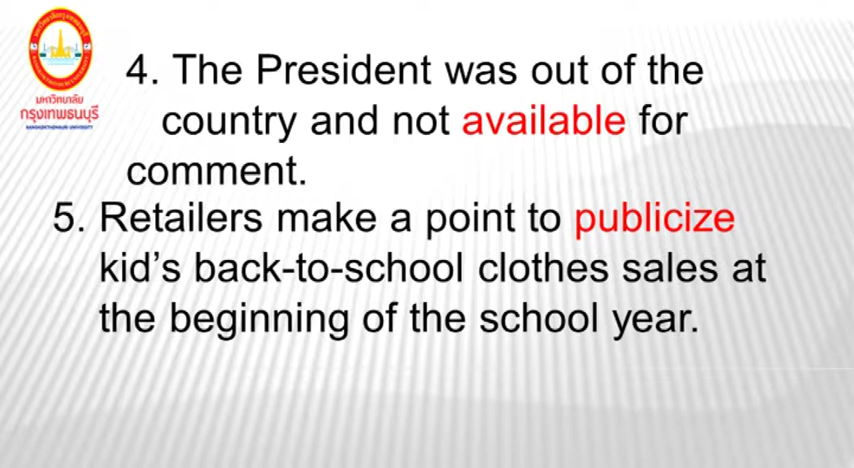 มหาวิทยาลัย
กรุงเทพธนบุรี
BANGKOKTHONBURI UNIVERSITY
4. The President was out of the
country and not available for
comment.
5. Retailers make a point to publicize
kid's back-to-school clothes sales at
the beginning of the school year.